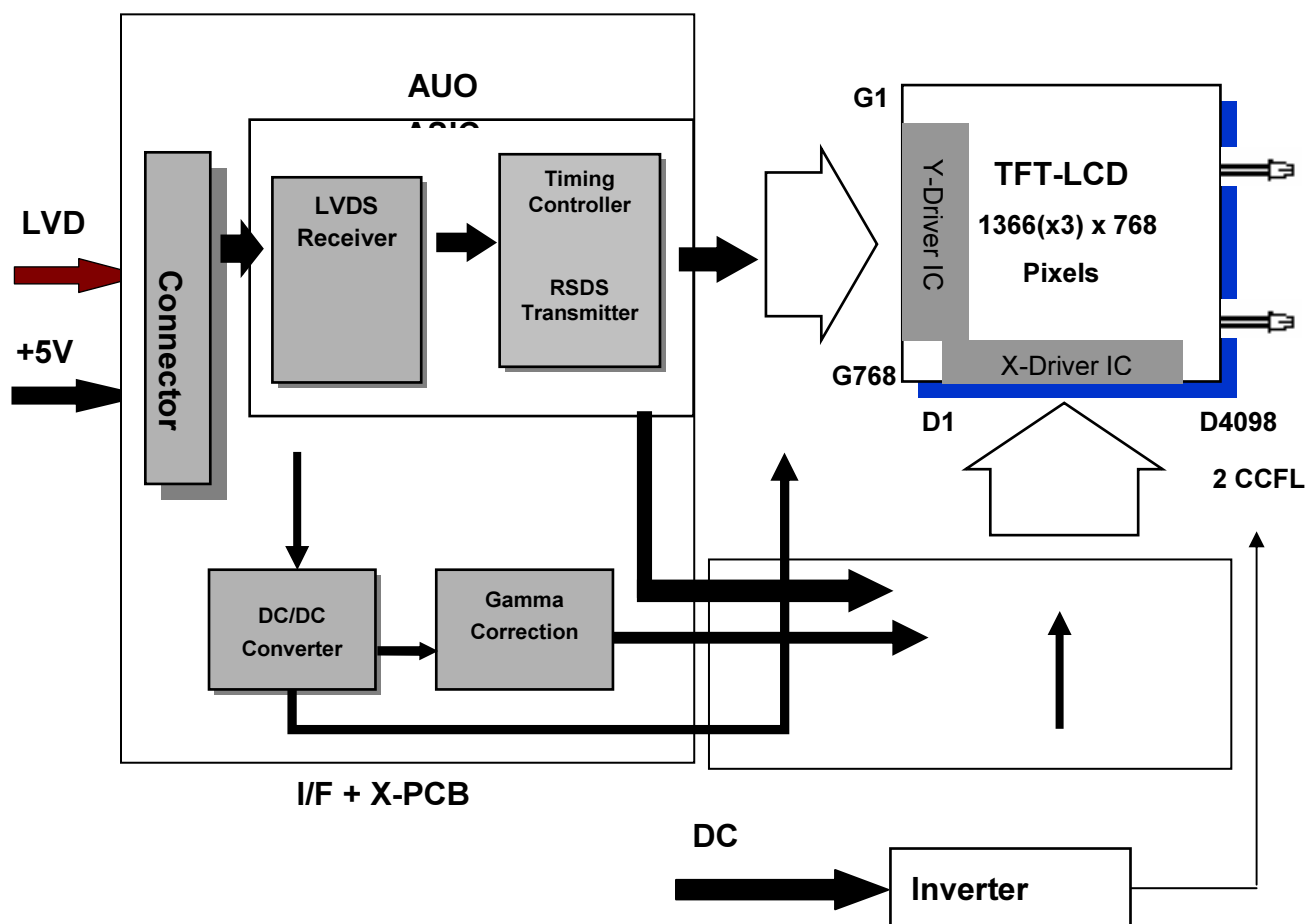 AUO
LVD
+5V
Connector
LVDS
Receiver
Timing
Controller
RSDS
Transmitter
G1
Y-Driver IC
TFT-LCD
1366(x3) x 768
Pixels
G768
X-Driver IC
D1
D4098
2 CCFL
DC/DC
Converter
Gamma
Correction
I/F + X-PCB
DC
Inverter